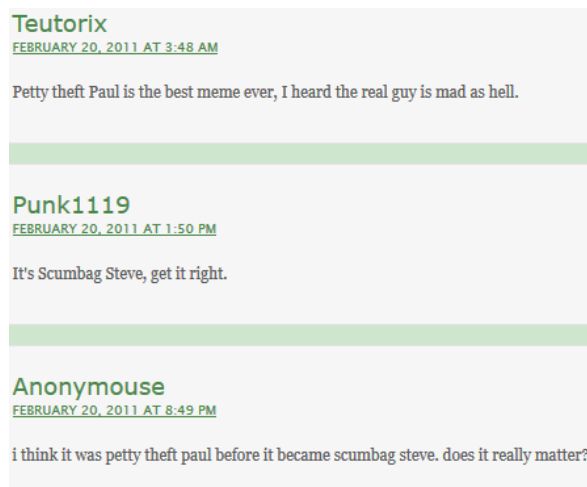 Teutorix
FEBRUARY 20, 2011 AT 3:48 AM
Petty theft Paul is the best meme ever, I heard the real guy is mad as hell.
Punk1119
FEBRUARY 20, 2011 AT 1:50 PM
It's Scumbag Steve, get it right.
Anonymouse
FEBRUARY 20, 2011 AT 8:49 PM
i think it was petty theft paul before it became scumbag steve. does it really matter?